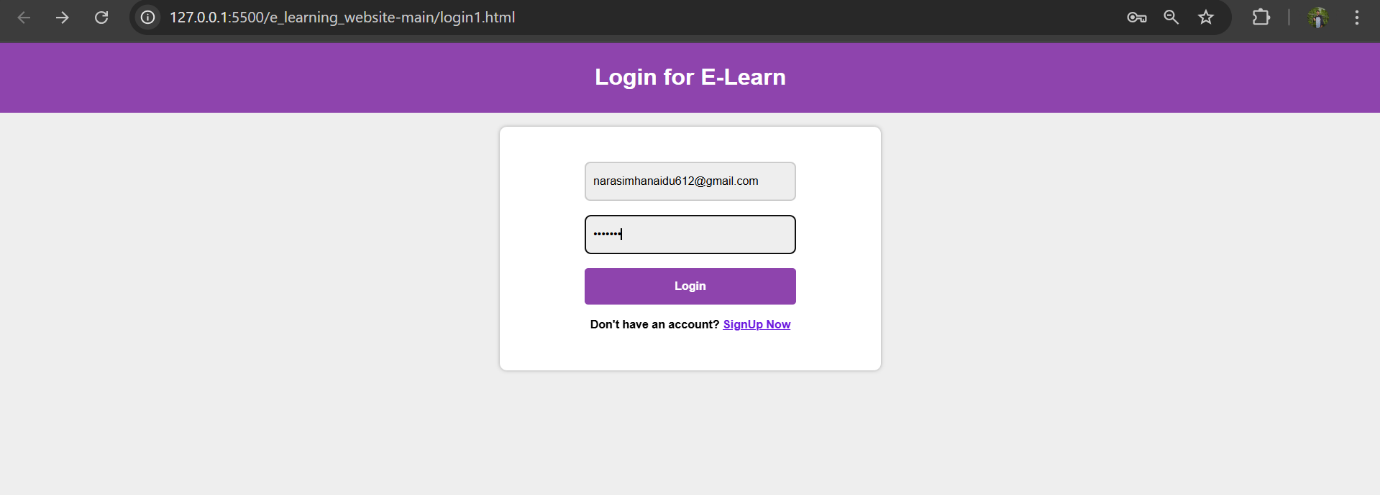 127.0.0.1:5500/e_learning_website-main/login1.html
Login for E-Learn
narasimhanaidu612@gmail.com
•••••••
Login
Don't have an account? SignUp Now